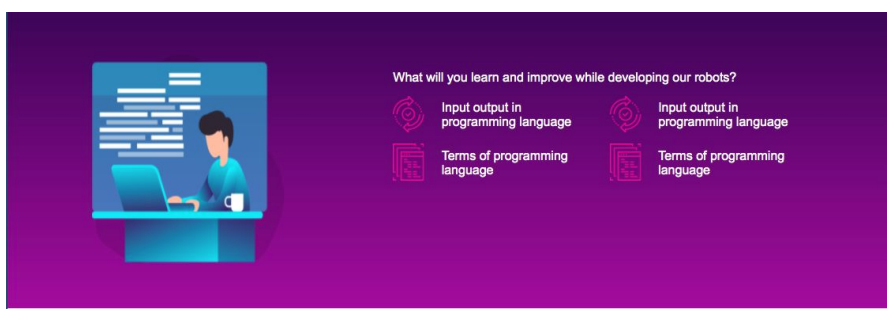 What will you learn and improve while developing our robots?
Input output in
programming language
Input output in
programming language
Terms of programming
language
Terms of programming
language